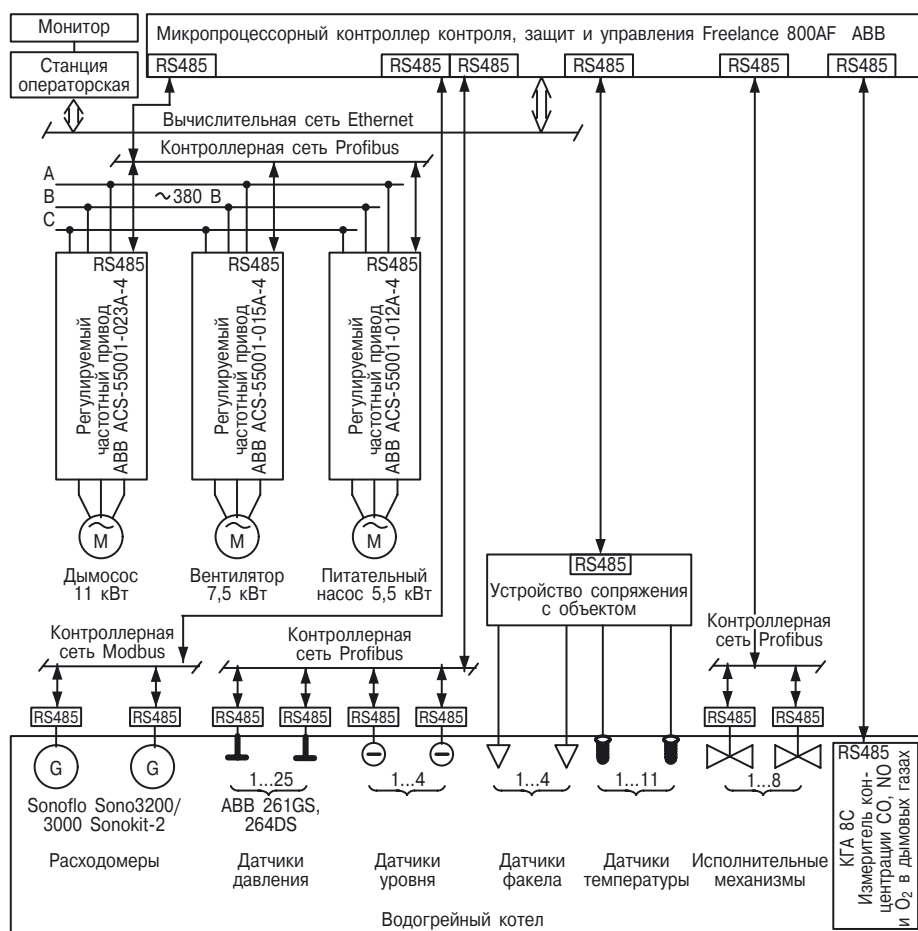 Монитор
Станция
операторская
Микропроцессорный контроллер контроля, защит и управления Freelance 800AF ABB
RS485
RS485
RS485
RS485
RS485
RS485
Вычислительная сеть Ethernet
Контроллерная сеть Profibus
A
B
C
~380 В
RS485
Регулируемый
частотный привод
ABB ACS-55001-023A-4
RS485
Регулируемый
частотный привод
ABB ACS-55001-015A-4
RS485
Регулируемый
частотный привод
ABB ACS-55001-012A-4
M
M
M
Дымосос
11 кВт
Вентилятор
7,5 кВт
Питательный
насос 5,5 кВт
RS485
Устройство сопряжения
с объектом
Контроллерная
сеть Modbus
Контроллерная
сеть Profibus
Контроллерная
сеть Profibus
RS485
RS485
RS485
RS485
RS485
RS485
RS485
RS485
G
G
Sonoflo Sono3200/
3000 Sonokit-2
1...25
ABB 261GS,
264DS
1...4
1...4
1...11
1...8
Расходомеры
Датчики
давления
Датчики
уровня
Датчики
факела
Датчики
температуры
Исполнительные
механизмы
RS485
КГА 8С
Измеритель кон-
центрации CO, NO
и O₂ в дымовых газах
Водогрейный котел